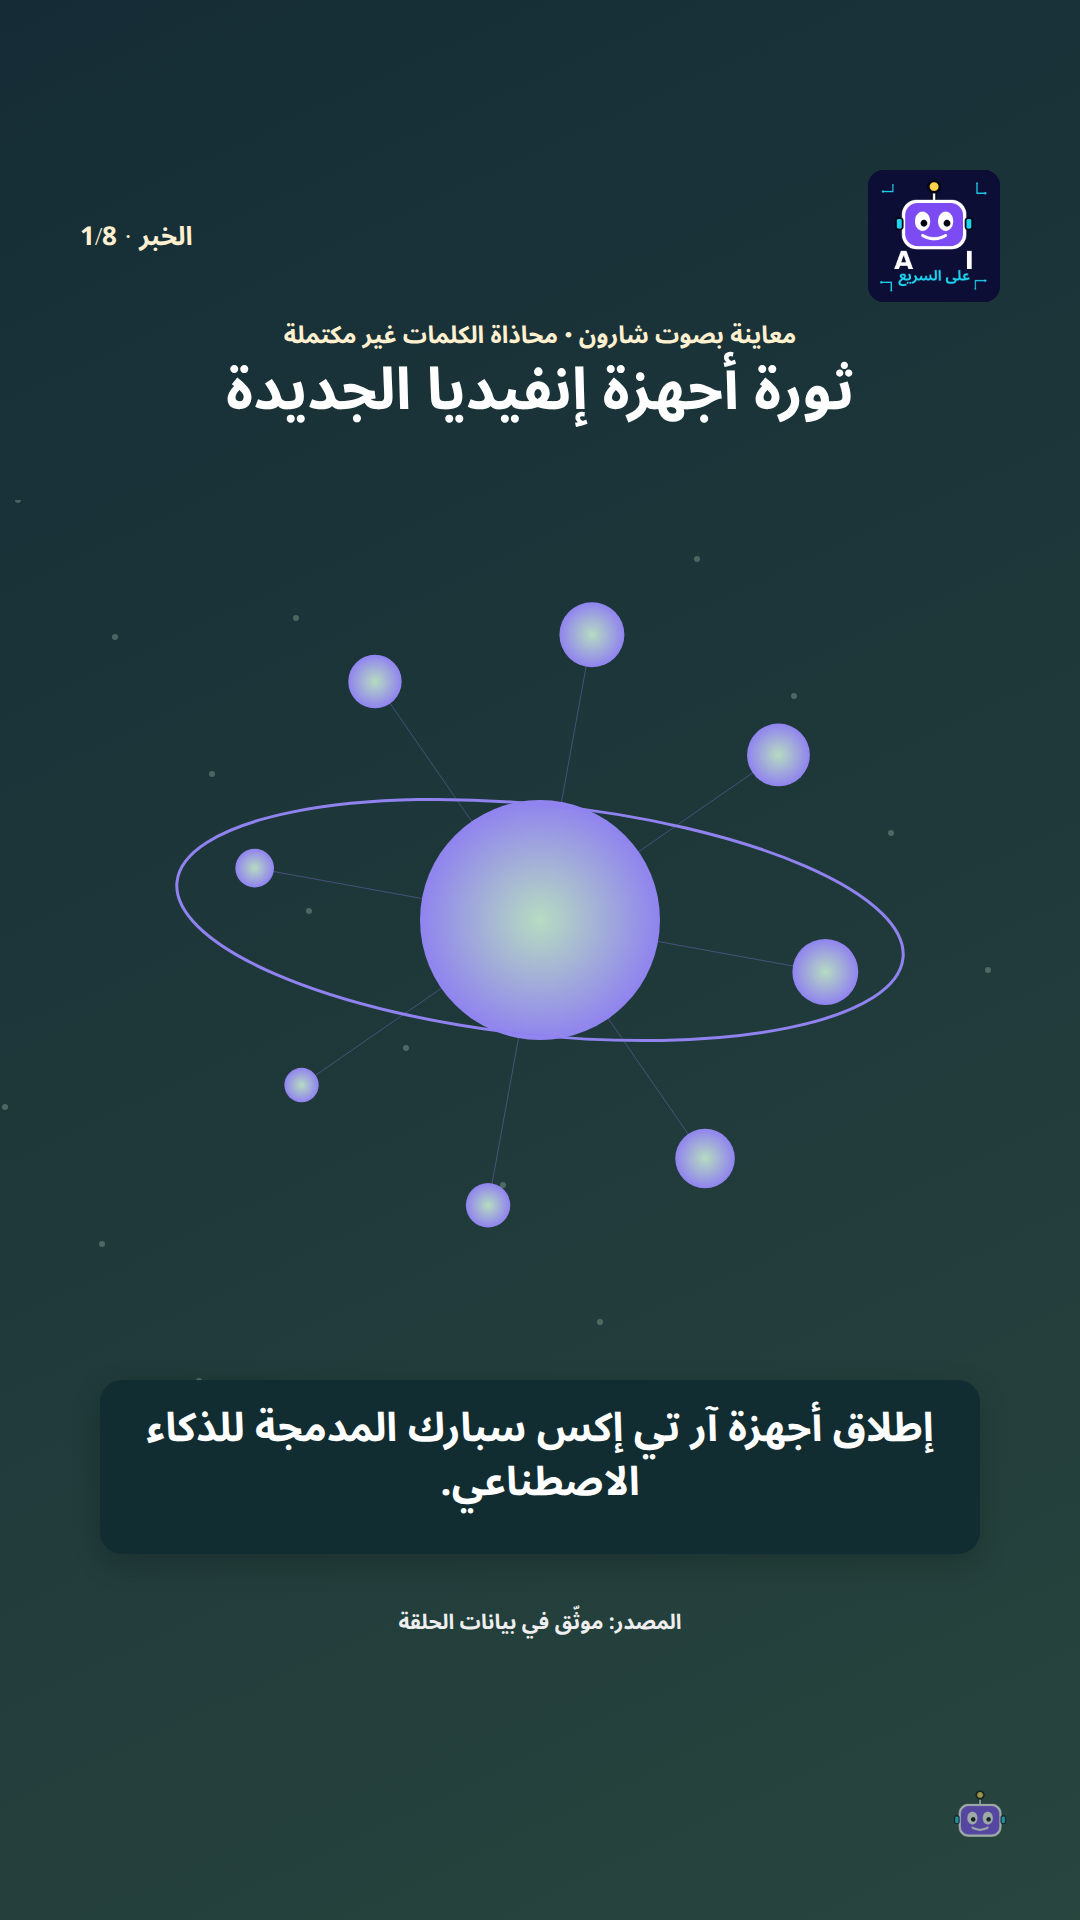 A I
على السريع
الخبر · 1/8
معاينة بصوت شارون • محاذاة الكلمات غير مكتملة
ثورة أجهزة إنفيديا الجديدة
إطلاق أجهزة آر تي إكس سبارك المدمجة للذكاء
الاصطناعي.
المصدر: موثّق في بيانات الحلقة